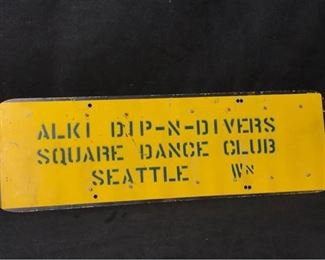 ALKI DIP-N-DIVERS
SQUARE DANCE CLUB
SEATTLE WN